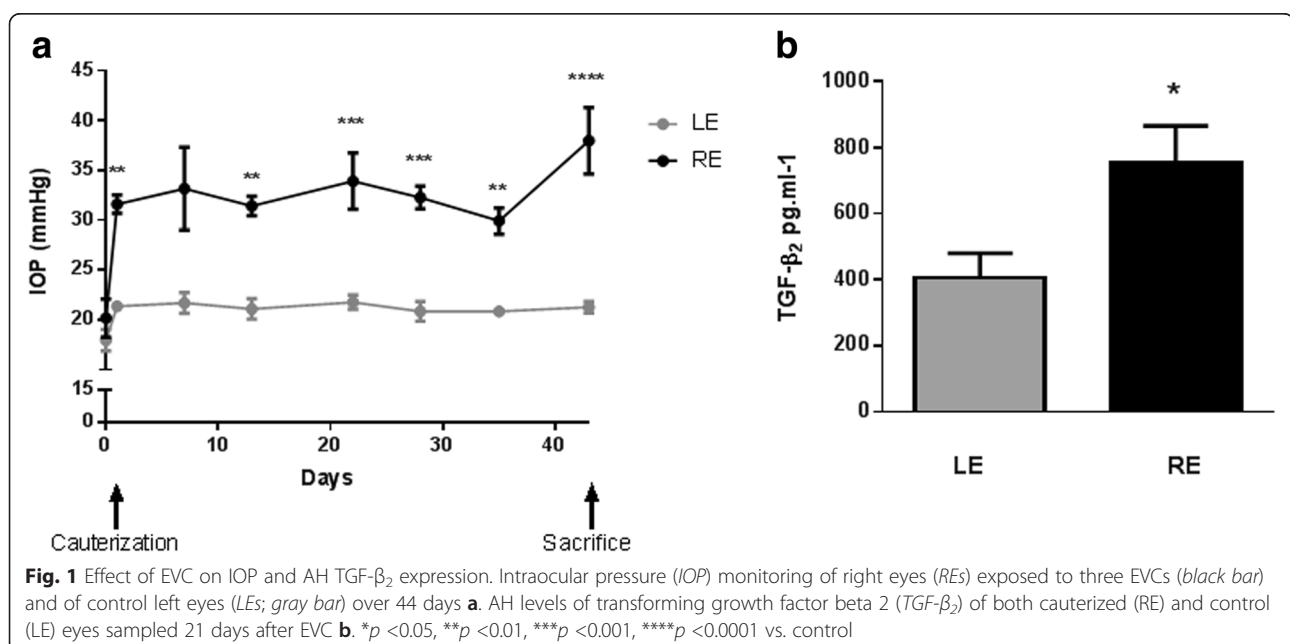 a
45
40
35
30
25
20
15
0
IOP (mmHg)
**
**
***
***
**
****
LE
RE
0 10 20 30 40
Days
Cauterization Sacrifice
b
1000
800
600
400
200
0
TGF-β₂ pg.ml-1
*
LE RE
Fig. 1 Effect of EVC on IOP and AH TGF-β₂ expression. Intraocular pressure (IOP) monitoring of right eyes (REs) exposed to three EVCs (black bar)
and of control left eyes (LEs; gray bar) over 44 days a. AH levels of transforming growth factor beta 2 (TGF-β₂) of both cauterized (RE) and control
(LE) eyes sampled 21 days after EVC b. *p <0.05, **p <0.01, ***p <0.001, ****p <0.0001 vs. control